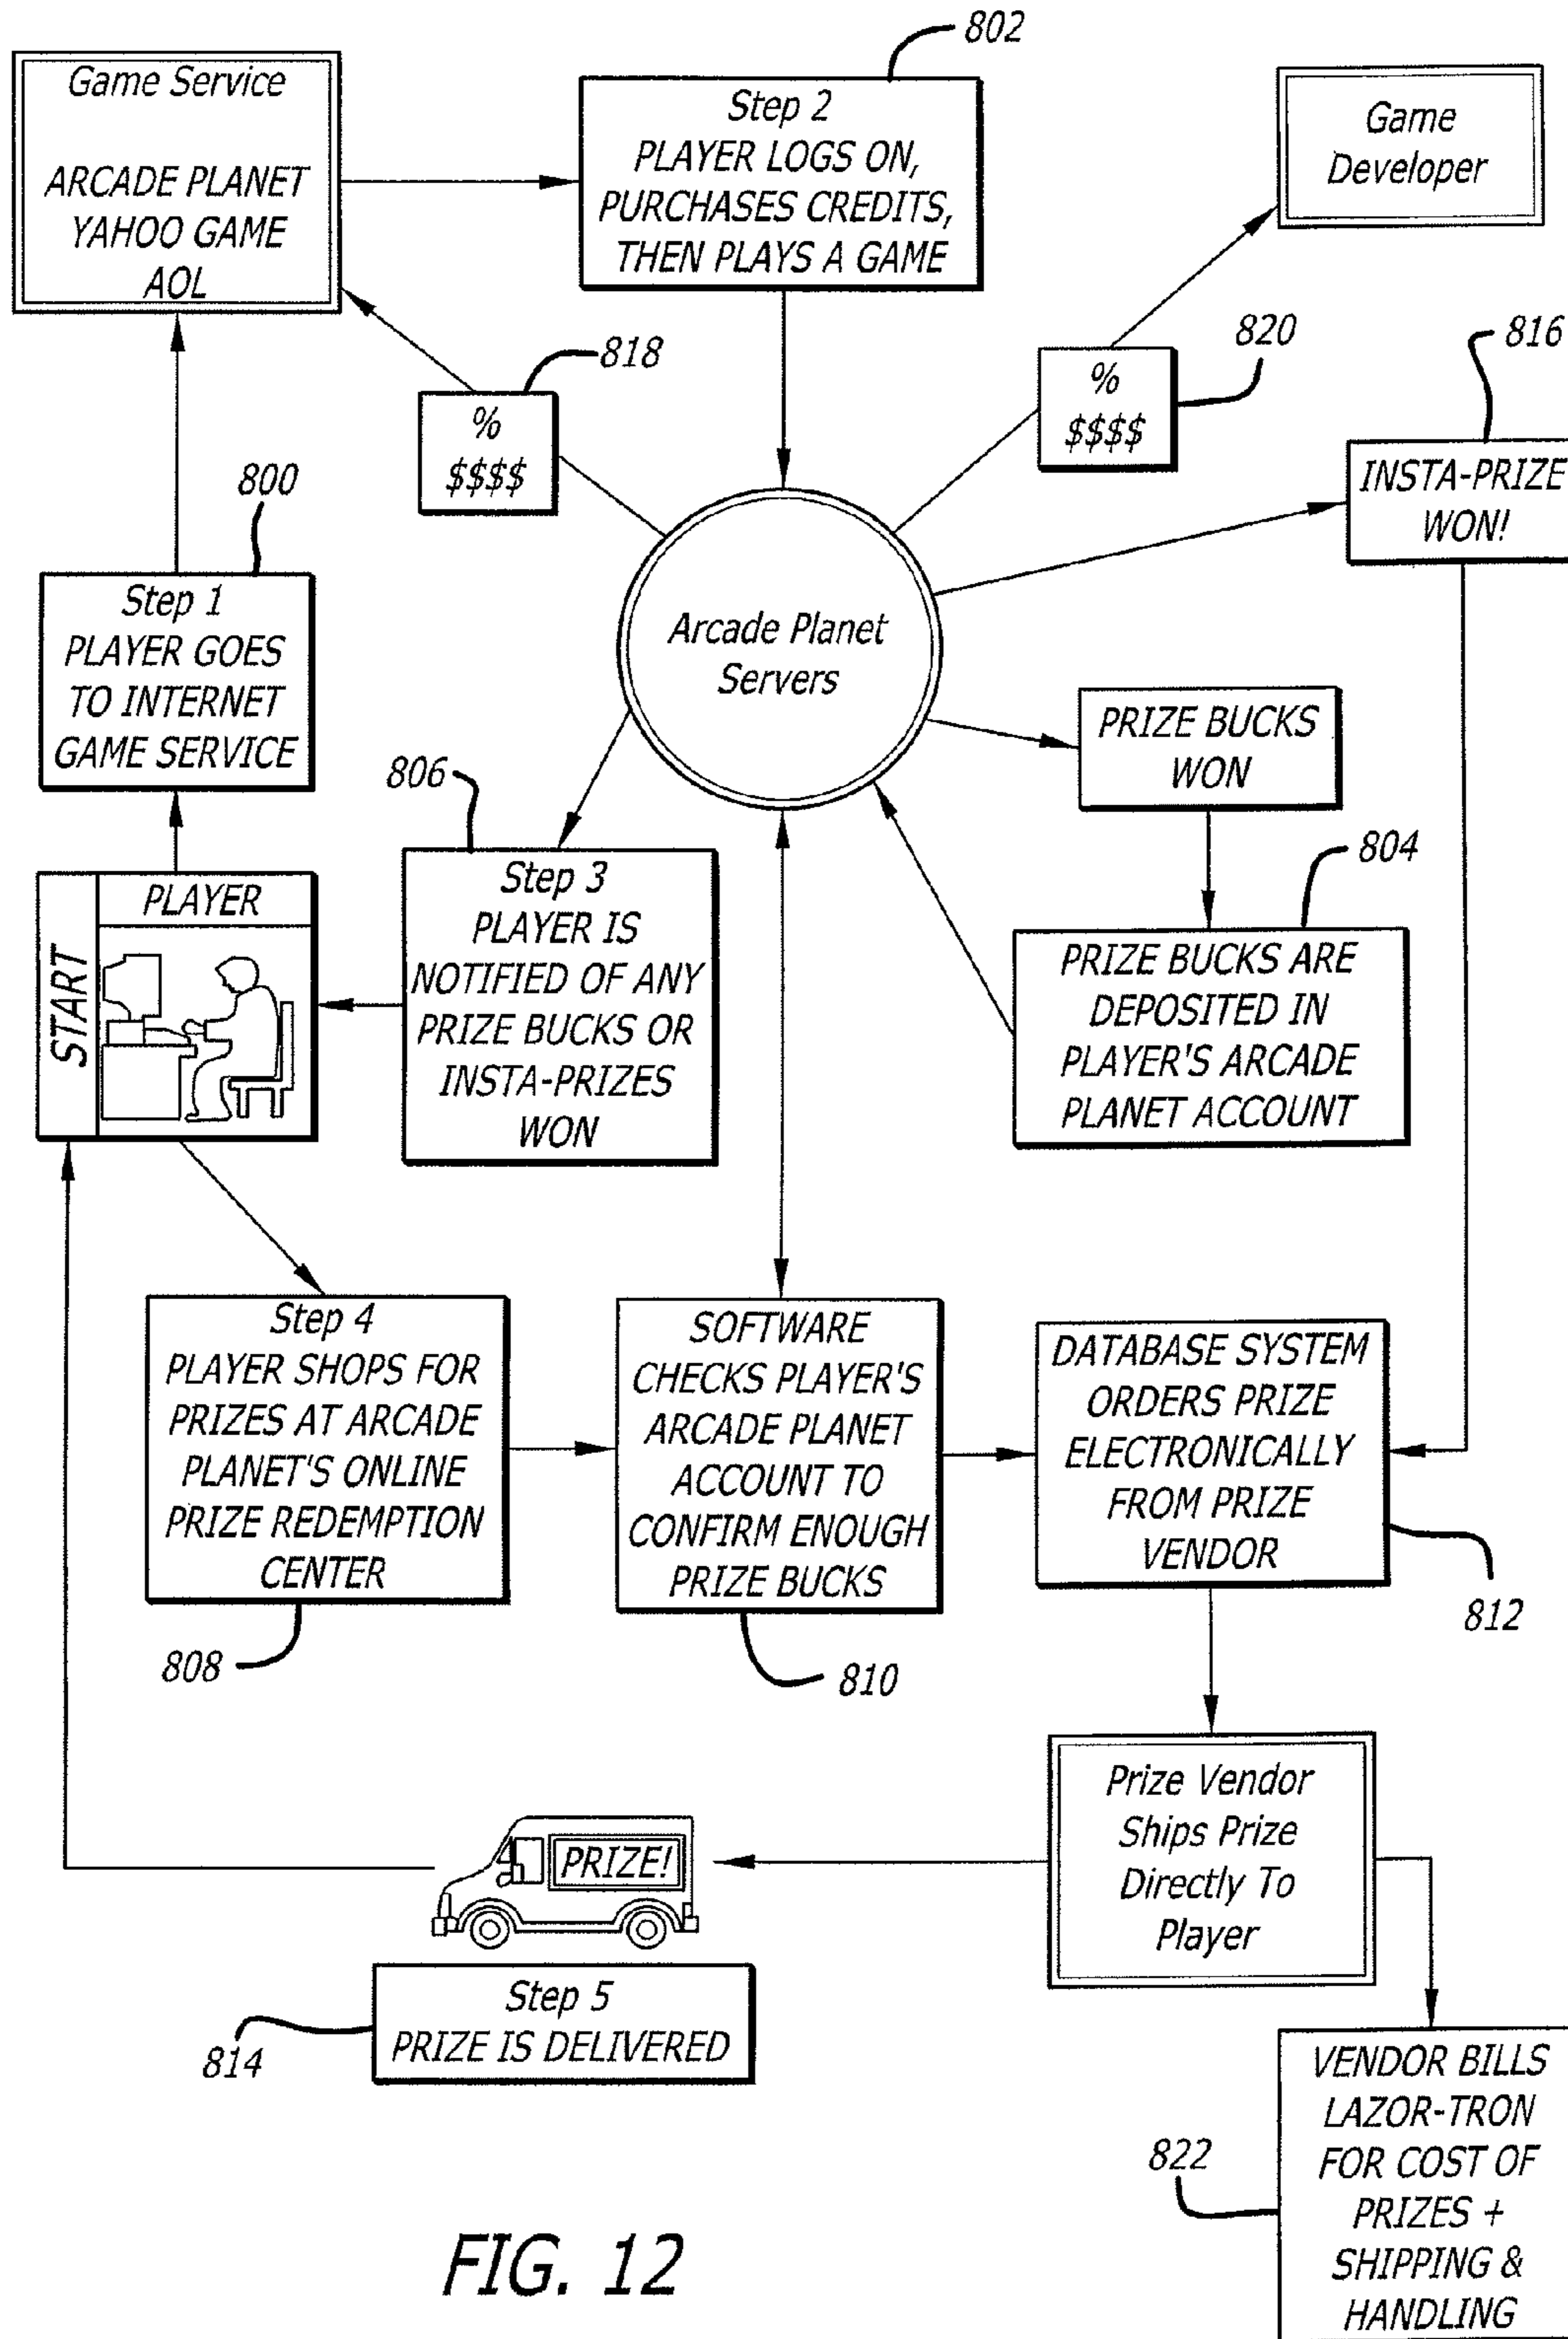 802
Game Service
ARCADE PLANET
YAHOO GAME
AOL
Step 2
PLAYER LOGS ON,
PURCHASES CREDITS,
THEN PLAYS A GAME
Game
Developer
818
%
$$$$
820
%
$$$$
816
INSTA-PRIZE
WON!
800
Step 1
PLAYER GOES
TO INTERNET
GAME SERVICE
Arcade Planet
Servers
PRIZE BUCKS
WON
806
Step 3
PLAYER IS
NOTIFIED OF ANY
PRIZE BUCKS OR
INSTA-PRIZES
WON
804
PRIZE BUCKS ARE
DEPOSITED IN
PLAYER'S ARCADE
PLANET ACCOUNT
START
PLAYER
Step 4
PLAYER SHOPS FOR
PRIZES AT ARCADE
PLANET'S ONLINE
PRIZE REDEMPTION
CENTER
808
SOFTWARE
CHECKS PLAYER'S
ARCADE PLANET
ACCOUNT TO
CONFIRM ENOUGH
PRIZE BUCKS
810
DATABASE SYSTEM
ORDERS PRIZE
ELECTRONICALLY
FROM PRIZE
VENDOR
812
Prize Vendor
Ships Prize
Directly To
Player
PRIZE!
Step 5
PRIZE IS DELIVERED
814
VENDOR BILLS
LAZOR-TRON
FOR COST OF
PRIZES +
SHIPPING &
HANDLING
822
FIG. 12